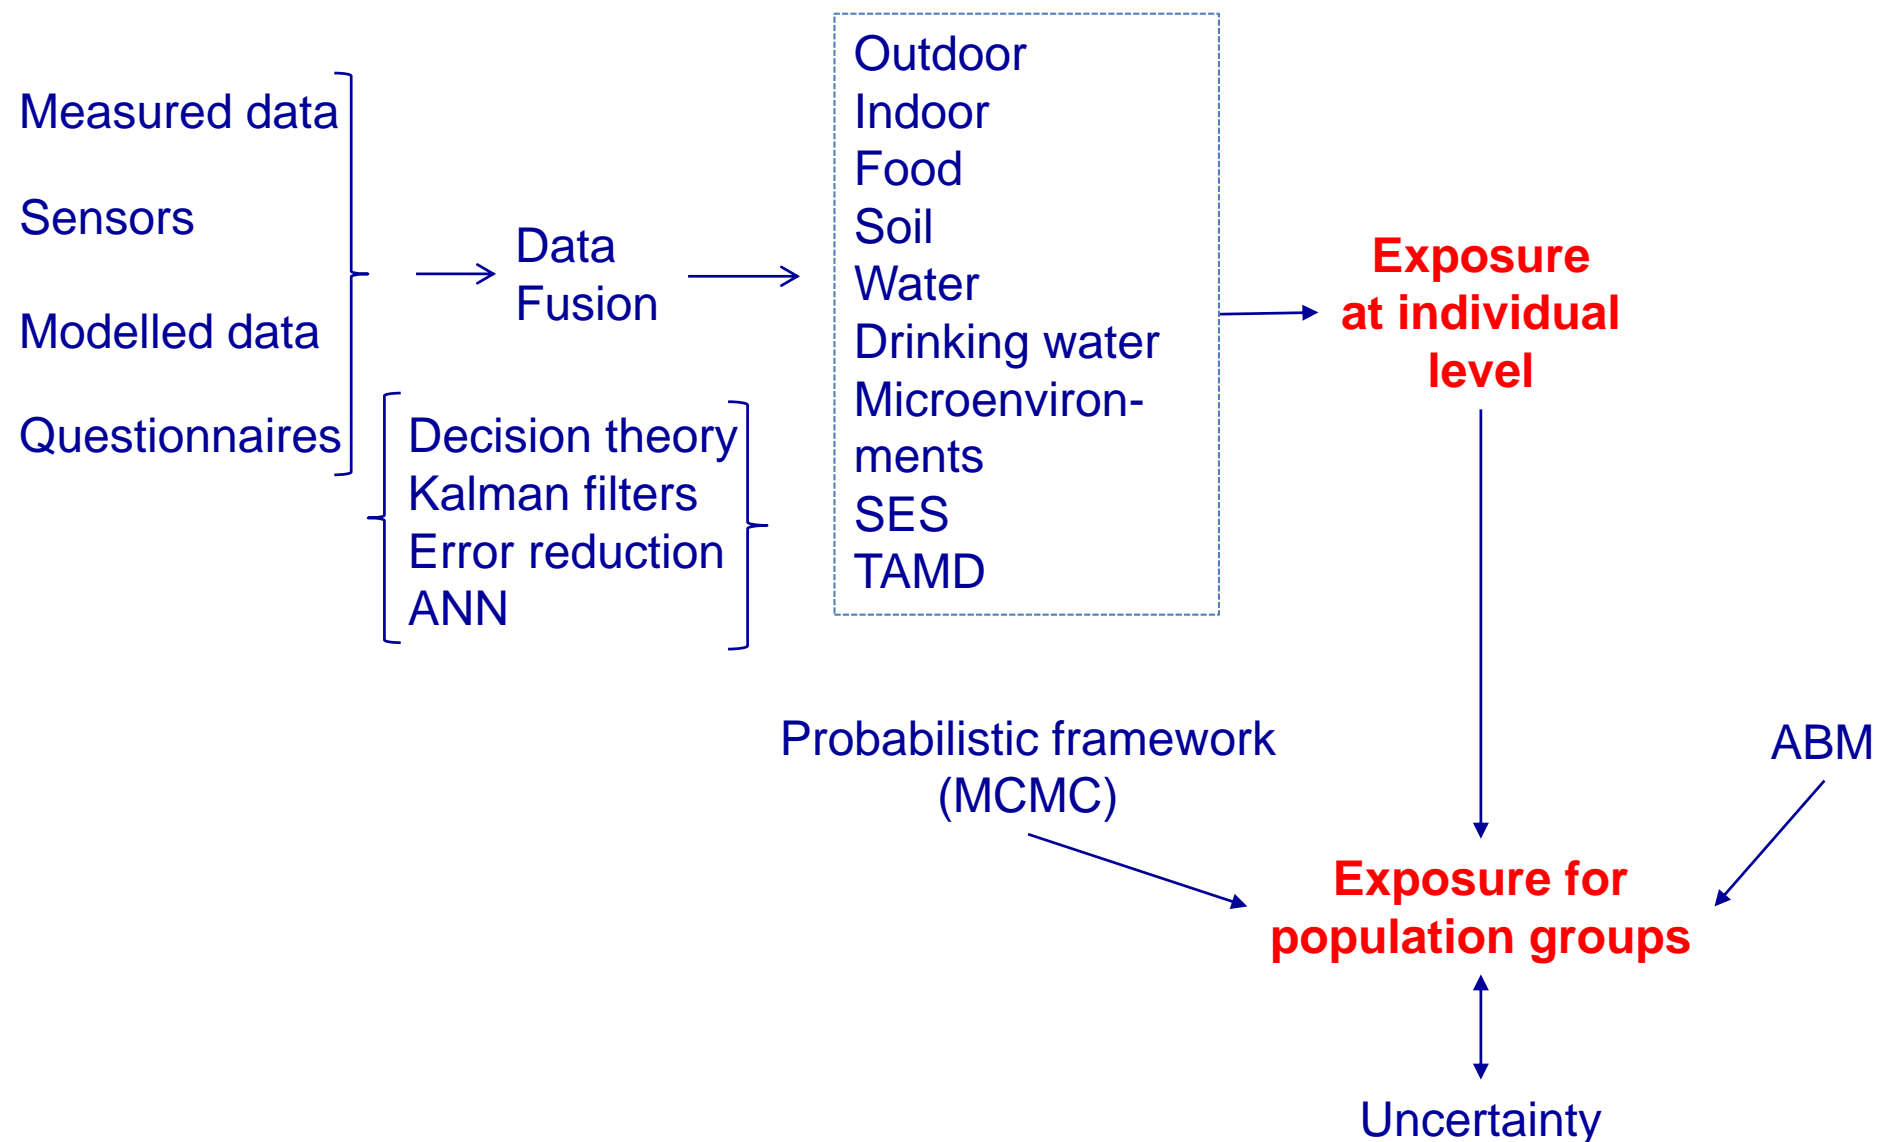 Measured data
Sensors
Modelled data
Questionnaires
Data
Fusion
Decision theory
Kalman filters
Error reduction
ANN
Outdoor
Indoor
Food
Soil
Water
Drinking water
Microenviron-
ments
SES
TAMD
Exposure
at individual
level
Probabilistic framework
(MCMC)
ABM
Exposure for
population groups
Uncertainty